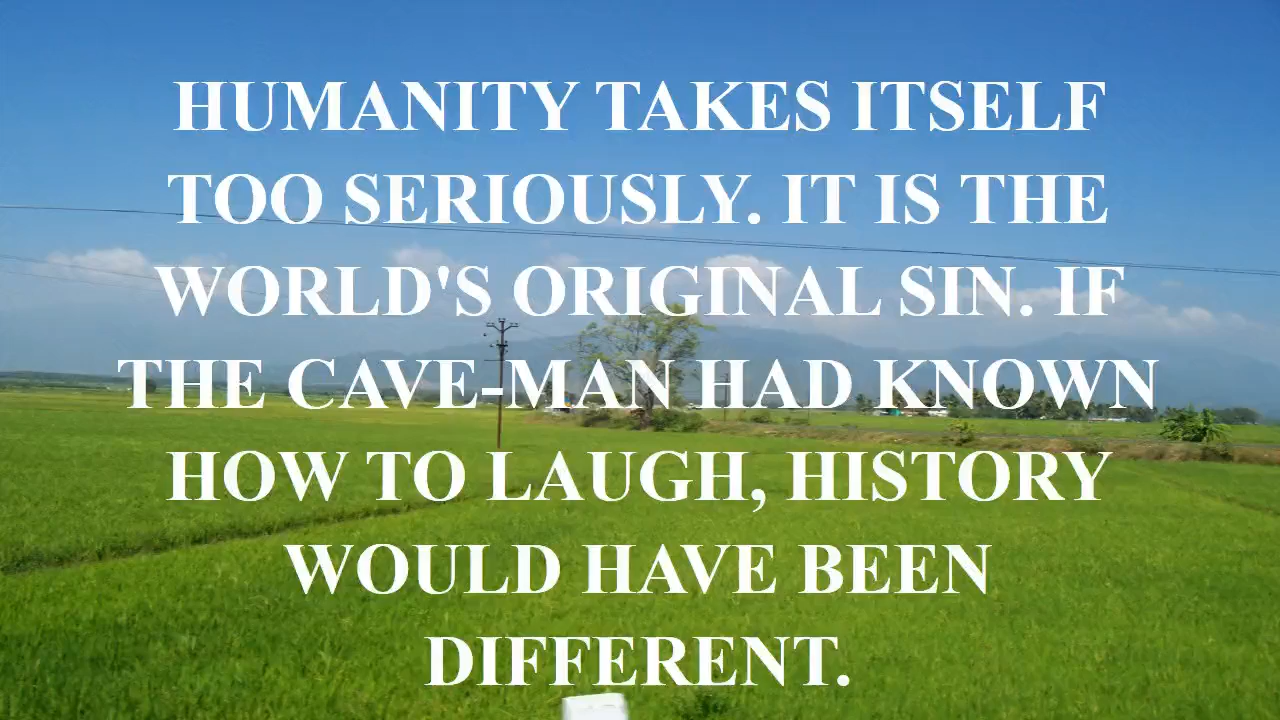 HUMANITY TAKES ITSELF
TOO SERIOUSLY. IT IS THE
WORLD'S ORIGINAL SIN. IF
THE CAVE-MAN HAD KNOWN
HOW TO LAUGH, HISTORY
WOULD HAVE BEEN
DIFFERENT.